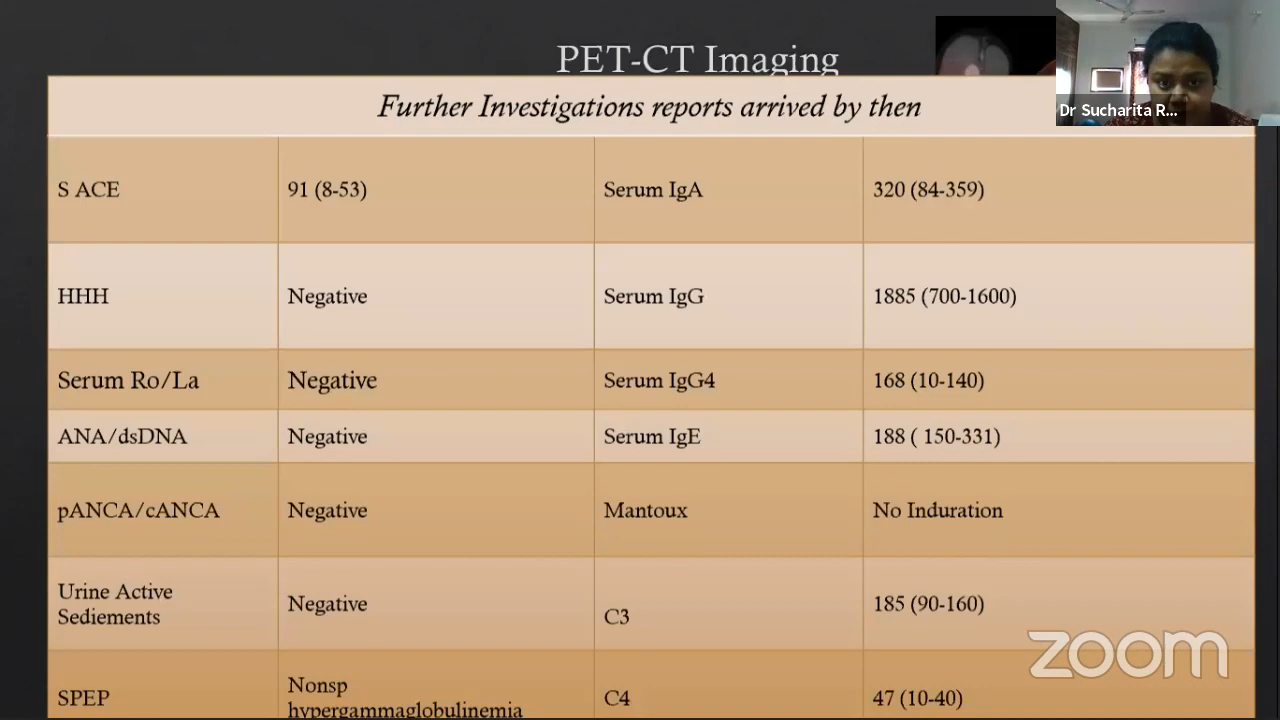 PET-CT Imaging
Dr Sucharita R...
Further Investigations reports arrived by then
S ACE 91 (8-53) Serum IgA 320 (84-359)
HHH Negative Serum IgG 1885 (700-1600)
Serum Ro/La Negative Serum IgG4 168 (10-140)
ANA/dsDNA Negative Serum IgE 188 ( 150-331)
pANCA/cANCA Negative Mantoux No Induration
Urine Active
Sediements Negative C3 185 (90-160)
SPEP Nonsp
hypergammaglobulinemia C4 47 (10-40)
zoom